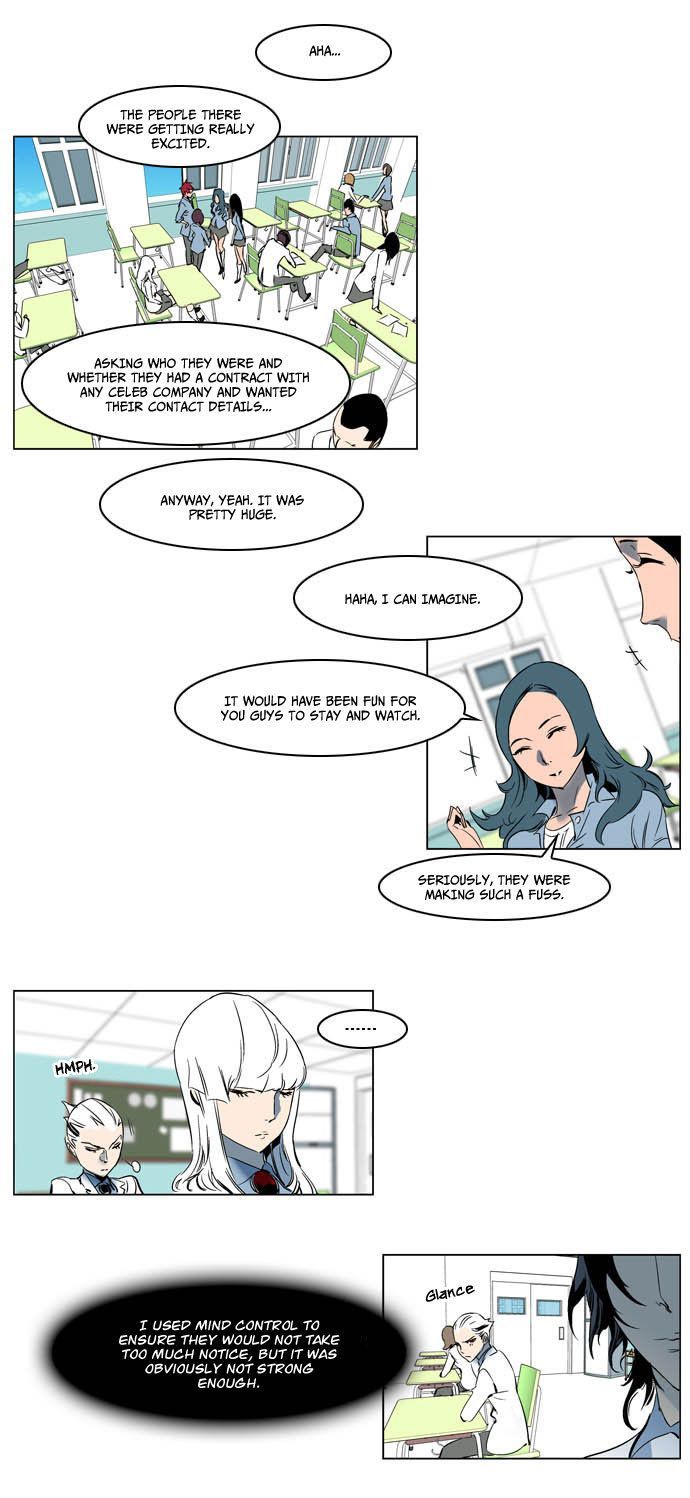 AHA...
THE PEOPLE THERE
WERE GETTING REALLY
EXCITED.
ASKING WHO THEY WERE AND
WHETHER THEY HAD A CONTRACT WITH
ANY CELEB COMPANY AND WANTED
THEIR CONTACT DETAILS...
ANYWAY, YEAH. IT WAS
PRETTY HUGE.
HAHA, I CAN IMAGINE.
IT WOULD HAVE BEEN FUN FOR
YOU GUYS TO STAY AND WATCH.
SERIOUSLY, THEY WERE
MAKING SUCH A FUSS.
------
HMPH.
Glance
I USED MIND CONTROL TO
ENSURE THEY WOULD NOT TAKE
TOO MUCH NOTICE, BUT IT WAS
OBVIOUSLY NOT STRONG
ENOUGH.